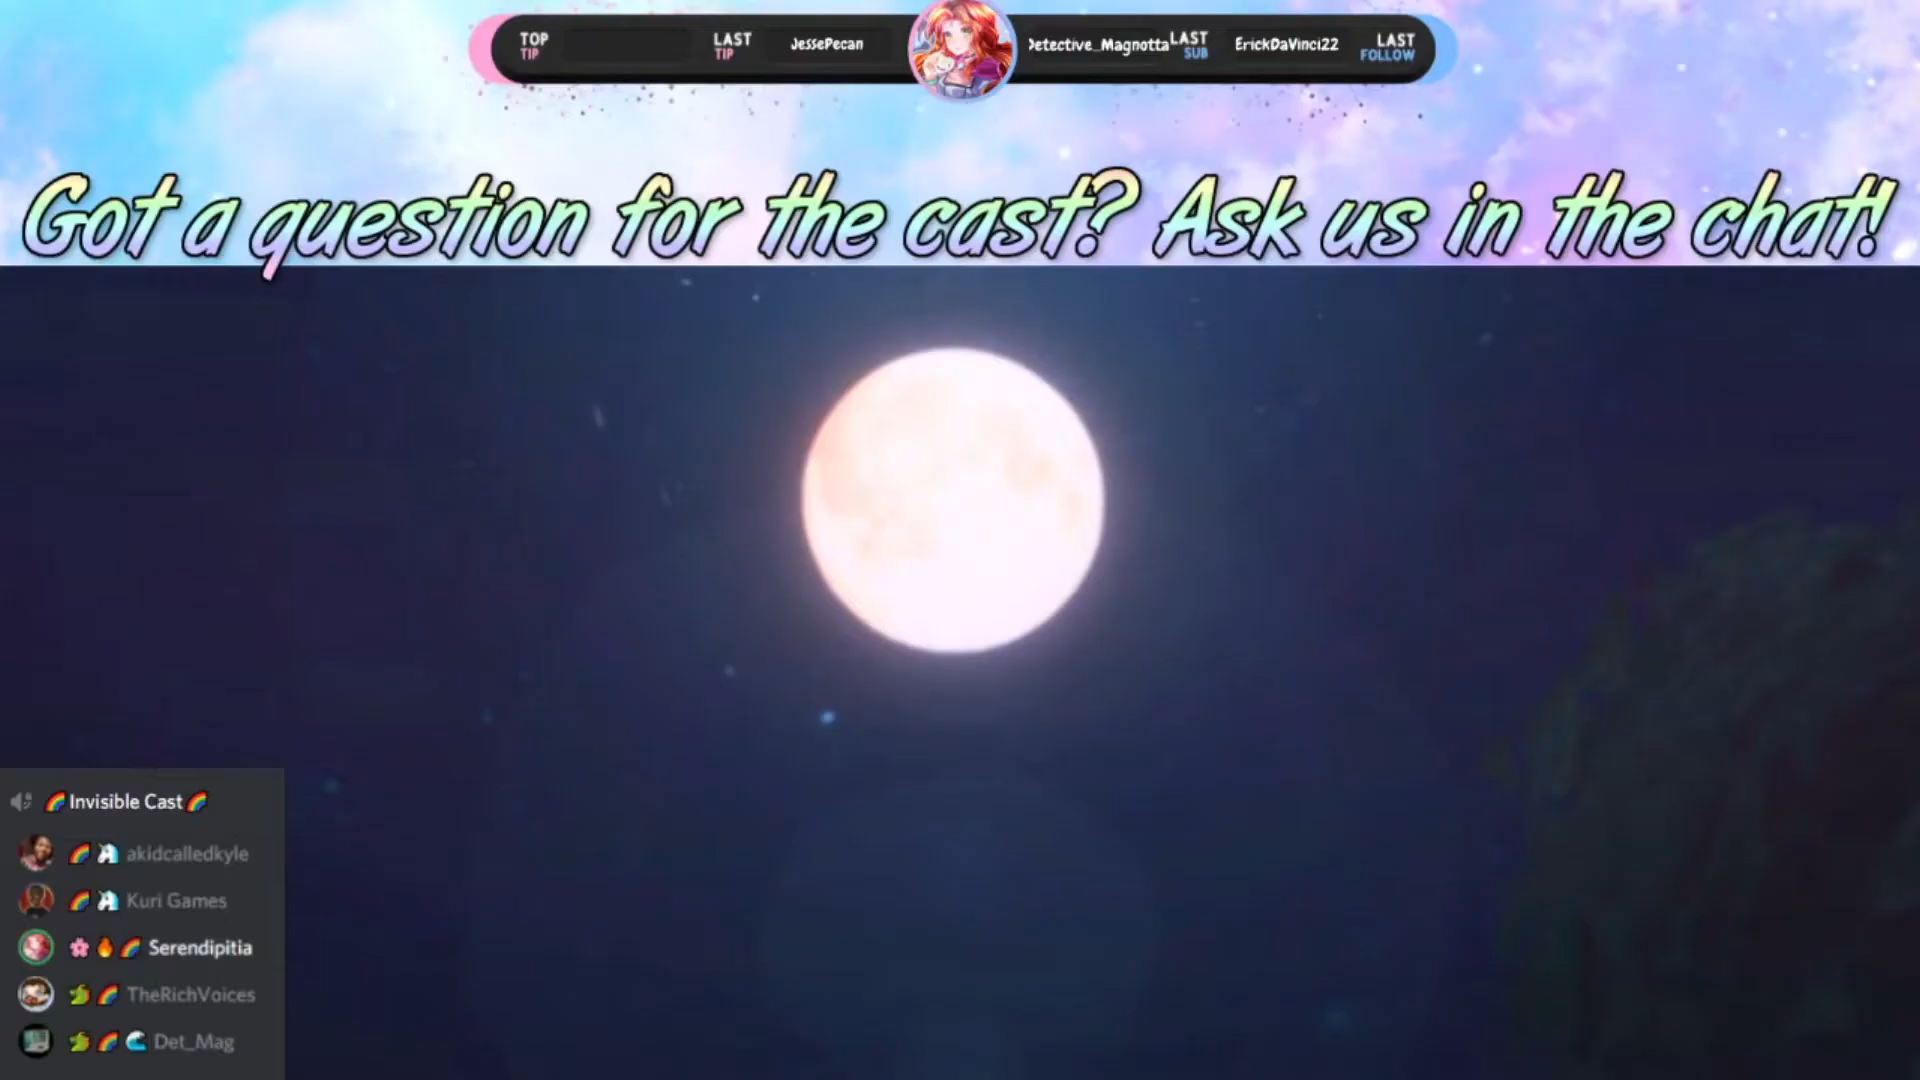 TOP
TIP
LAST
TIP
JessePecan
Detective_Magnotta
LAST
SUB
ErickDaVinci22
LAST
FOLLOW
Got a question for the cast? Ask us in the chat!
Invisible Cast
akidcalledkyle
Kuri Games
Serendipitia
TheRichVoices
Det_Mag